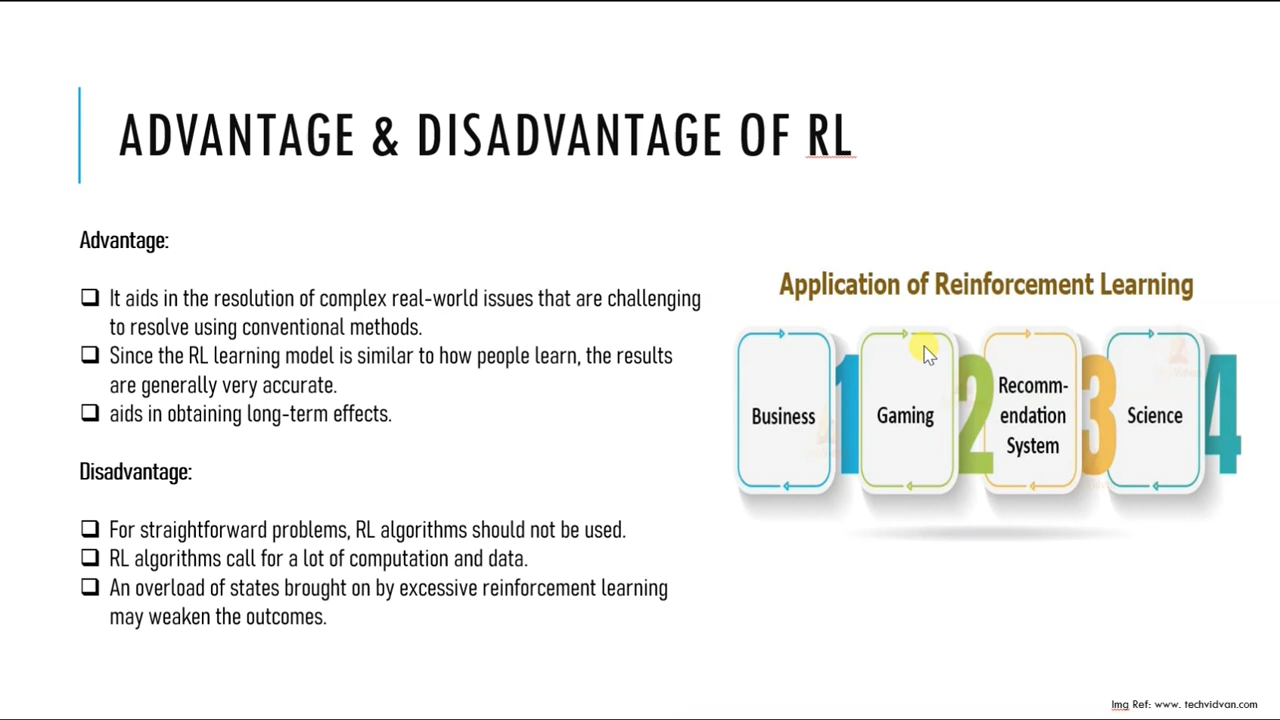 ADVANTAGE & DISADVANTAGE OF RL
Advantage:
It aids in the resolution of complex real-world issues that are challenging
to resolve using conventional methods.
Since the RL learning model is similar to how people learn, the results
are generally very accurate.
aids in obtaining long-term effects.
Disadvantage:
For straightforward problems, RL algorithms should not be used.
RL algorithms call for a lot of computation and data.
An overload of states brought on by excessive reinforcement learning
may weaken the outcomes.
Application of Reinforcement Learning
Business
1
Gaming
2
Recomm-
endation
System
3
Science
4
Img Ref: www. techvidvan.com